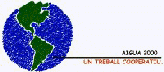 AIGUA 2000
UN TREBALL COOPERATIU.